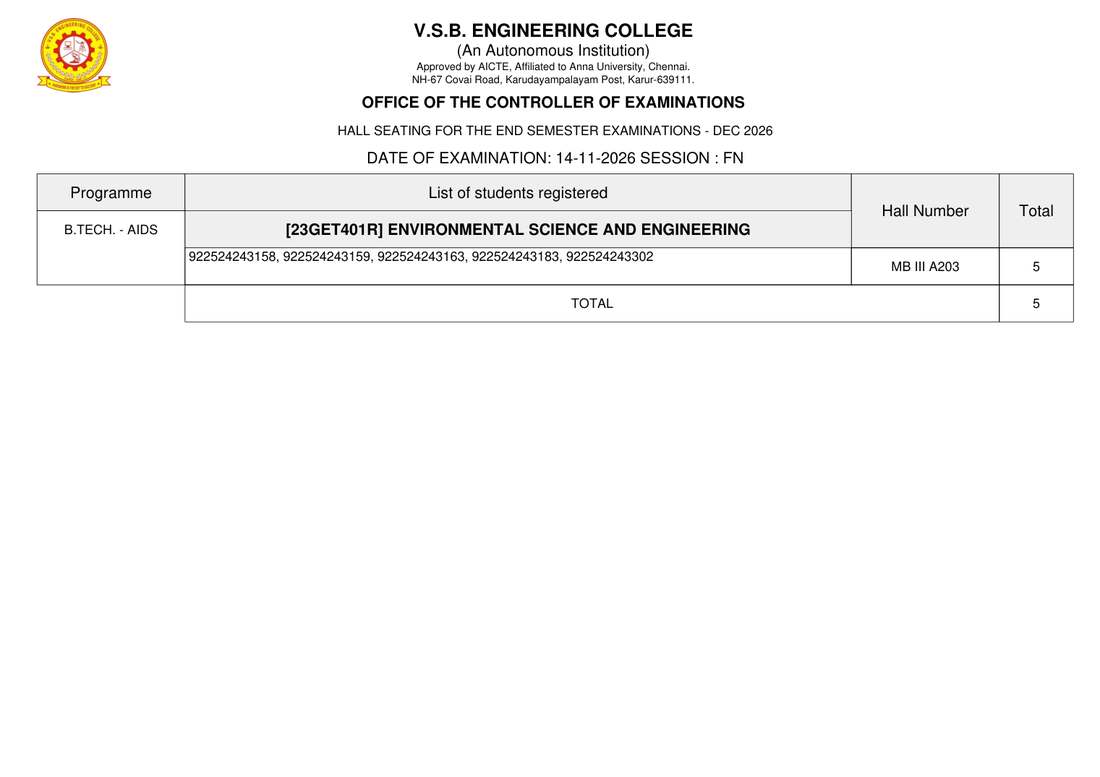 V.S.B. ENGINEERING COLLEGE
(An Autonomous Institution)
Approved by AICTE, Affiliated to Anna University, Chennai.
NH-67 Covai Road, Karudayampalayam Post, Karur-639111.
OFFICE OF THE CONTROLLER OF EXAMINATIONS
HALL SEATING FOR THE END SEMESTER EXAMINATIONS - DEC 2026
DATE OF EXAMINATION: 14-11-2026 SESSION : FN
Programme List of students registered Hall Number Total
B.TECH. - AIDS [23GET401R] ENVIRONMENTAL SCIENCE AND ENGINEERING
922524243158, 922524243159, 922524243163, 922524243183, 922524243302 MB III A203 5
TOTAL 5